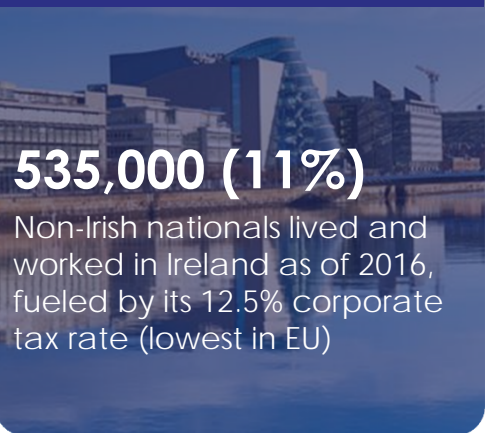 535,000 (11%)
Non-Irish nationals lived and
worked in Ireland as of 2016,
fueled by its 12.5% corporate
tax rate (lowest in EU)